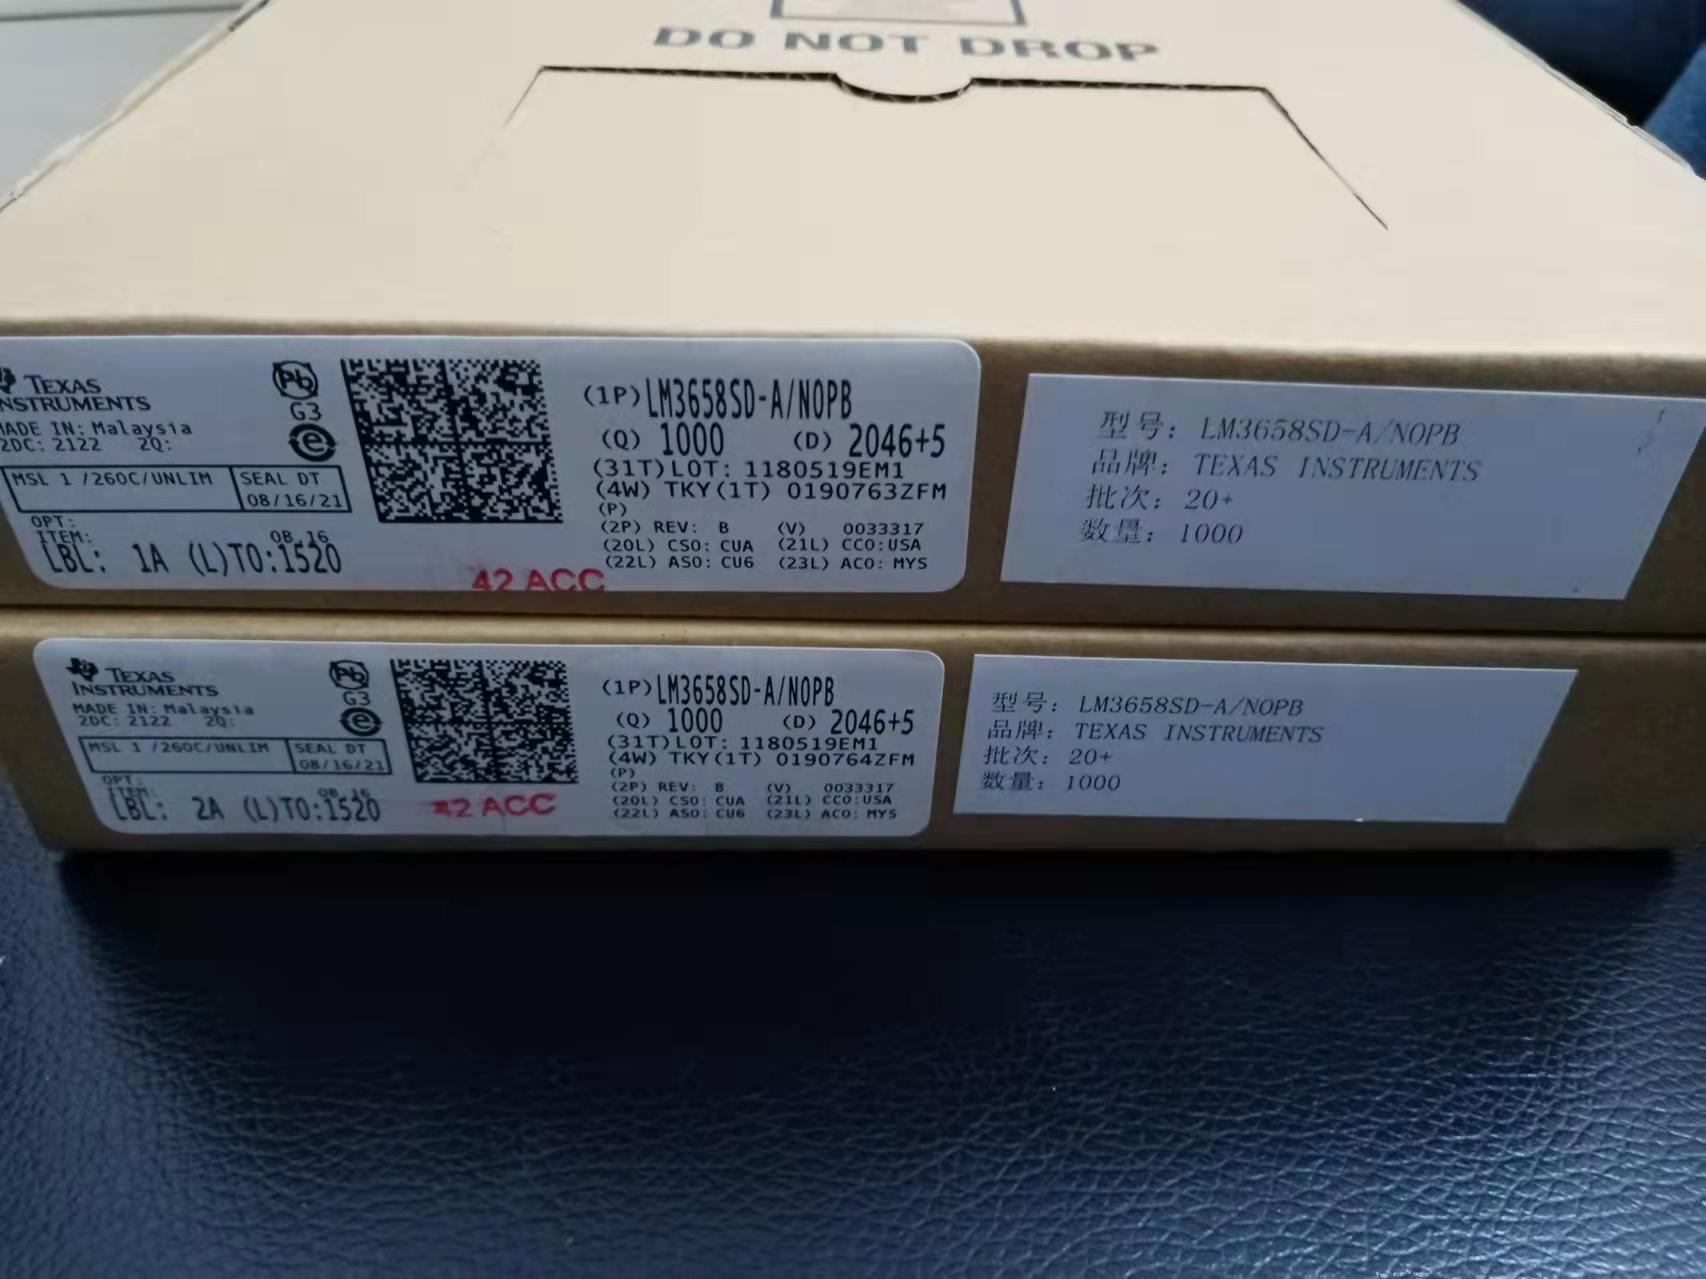 DO NOT DROP
TEXAS
INSTRUMENTS
MADE IN: Malaysia
2DC: 2122 2Q:
MSL 1 /260C/UNLIM
SEAL DT
08/16/21
OPT:
ITEM:
08.16
LBL: 1A (L)TO:1520
Pb
G3
e
(1P)LM3658SD-A/NOPB
(Q) 1000 (D) 2046+5
(31T)LOT: 1180519EM1
(4W) TKY(1T) 0190763ZFM
(P)
(2P) REV: B (V) 0033317
(20L) CSO: CUA (21L) CCO:USA
(22L) ASO: CU6 (23L) ACO: MYS
42 ACC
型号: LM3658SD-A/NOPB
品牌: TEXAS INSTRUMENTS
批次: 20+
数量: 1000
TEXAS
INSTRUMENTS
MADE IN: Malaysia
2DC: 2122 2Q:
MSL 1 /260C/UNLIM
SEAL DT
08/16/21
OPT:
ITEM:
08.16
LBL: 2A (L)TO:1520
Pb
G3
e
(1P)LM3658SD-A/NOPB
(Q) 1000 (D) 2046+5
(31T)LOT: 1180519EM1
(4W) TKY(1T) 0190764ZFM
(P)
(2P) REV: B (V) 0033317
(20L) CSO: CUA (21L) CCO:USA
(22L) ASO: CU6 (23L) ACO: MYS
42 ACC
型号: LM3658SD-A/NOPB
品牌: TEXAS INSTRUMENTS
批次: 20+
数量: 1000